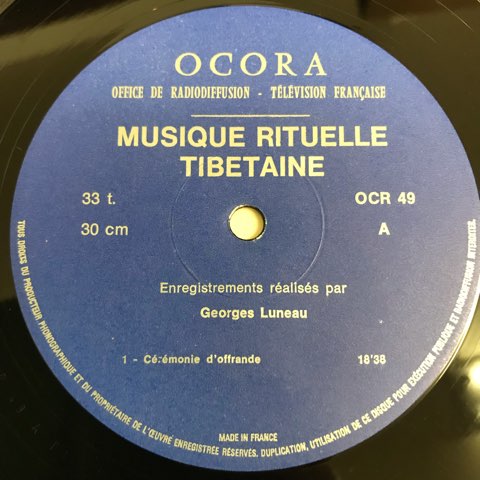 OCORA
OFFICE DE RADIODIFFUSION - TÉLÉVISION FRANÇAISE
MUSIQUE RITUELLE
TIBETAINE
33 t. OCR 49
30 cm A
Enregistrements réalisés par
Georges Luneau
1 - Cérémonie d'offrande 18'38
MADE IN FRANCE
TOUS DROITS DU PRODUCTEUR PHONOGRAPHIQUE ET DU PROPRIÉTAIRE DE L'ŒUVRE ENREGISTRÉE RÉSERVÉS. DUPLICATION, UTILISATION DE CE DISQUE POUR EXÉCUTION PUBLIQUE ET RADIODIFFUSION INTERDITES.